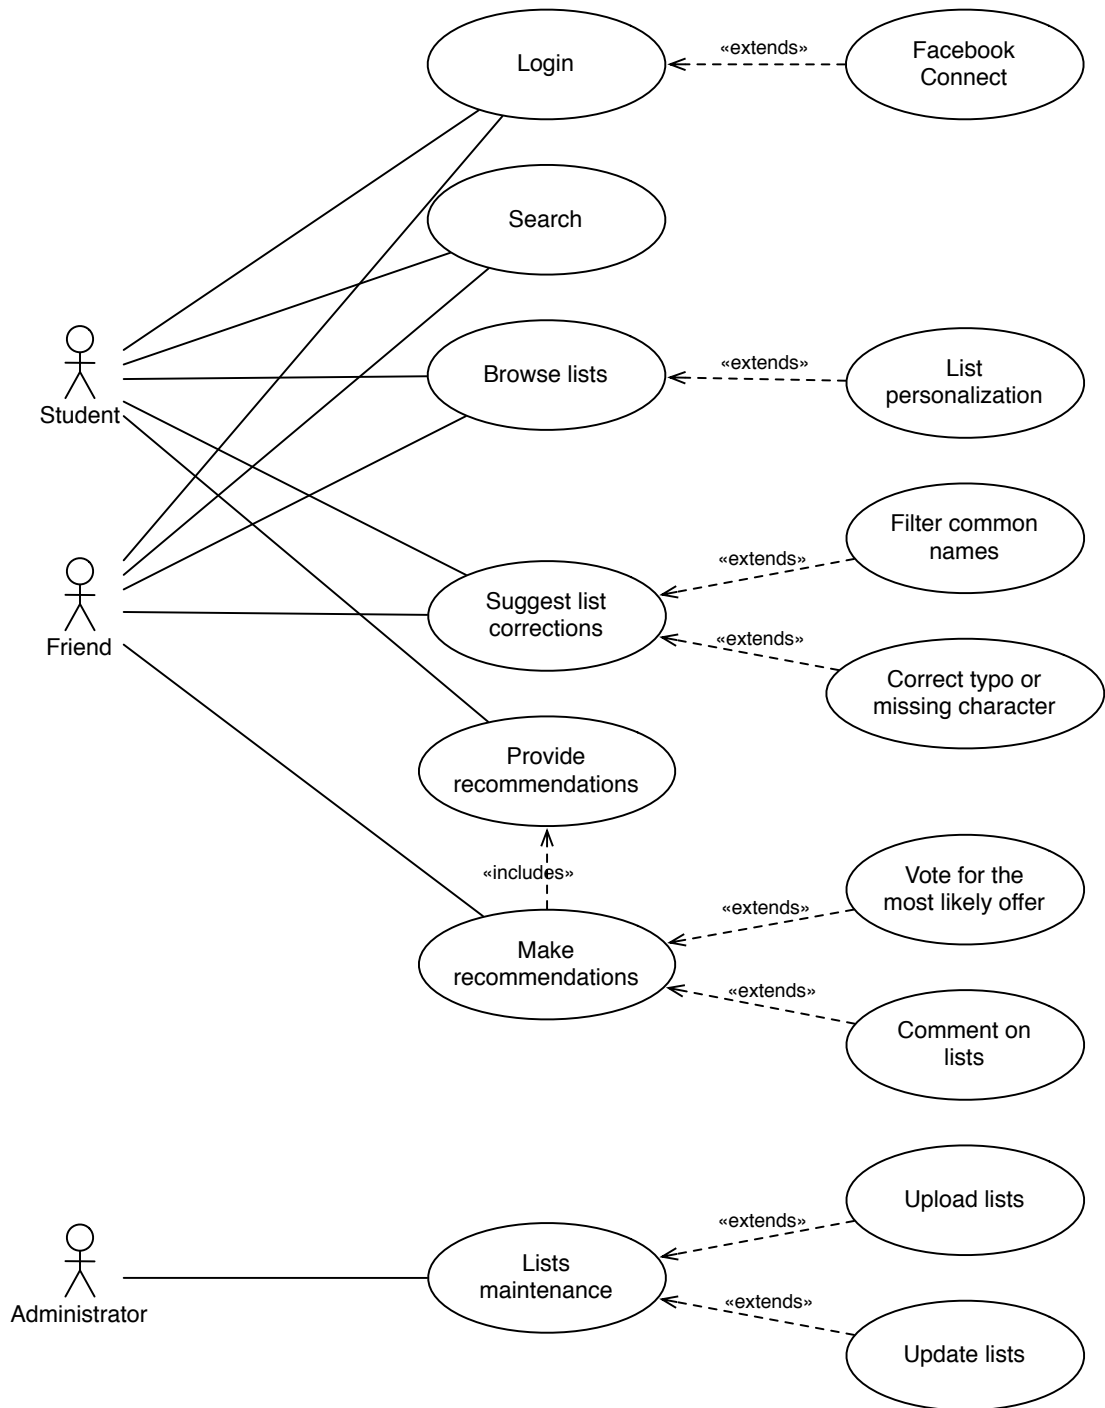 Login
«extends»
Facebook
Connect
Search
Student
Browse lists
«extends»
List
personalization
Friend
Suggest list
corrections
«extends»
Filter common
names
«extends»
Correct typo or
missing character
Provide
recommendations
«includes»
Make
recommendations
«extends»
Vote for the
most likely offer
«extends»
Comment on
lists
Administrator
Lists
maintenance
«extends»
Upload lists
«extends»
Update lists